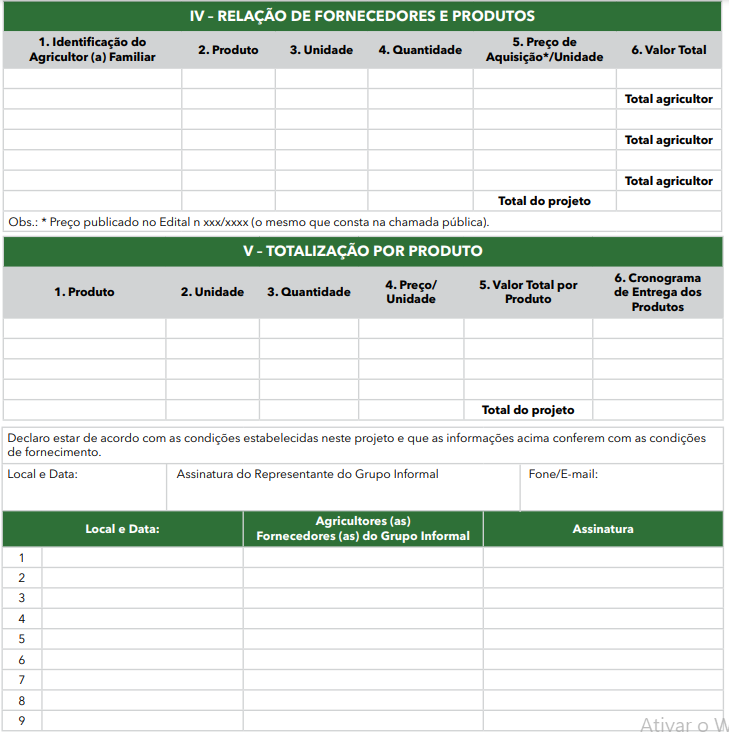 IV – RELAÇÃO DE FORNECEDORES E PRODUTOS
1. Identificação do
Agricultor (a) Familiar
2. Produto
3. Unidade
4. Quantidade
5. Preço de
Aquisição*/Unidade
6. Valor Total
Total agricultor
Total agricultor
Total agricultor
Total do projeto
Obs.: * Preço publicado no Edital n xxx/xxxx (o mesmo que consta na chamada pública).
V – TOTALIZAÇÃO POR PRODUTO
1. Produto
2. Unidade
3. Quantidade
4. Preço/
Unidade
5. Valor Total por
Produto
6. Cronograma
de Entrega dos
Produtos
Total do projeto
Declaro estar de acordo com as condições estabelecidas neste projeto e que as informações acima conferem com as condições
de fornecimento.
Local e Data:
Assinatura do Representante do Grupo Informal
Fone/E-mail:
Local e Data:
Agricultores (as)
Fornecedores (as) do Grupo Informal
Assinatura
1
2
3
4
5
6
7
8
9
Ativar o W